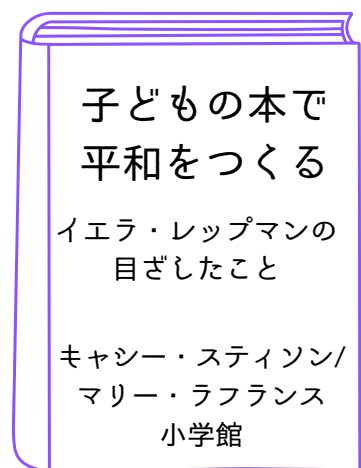 子どもの本で
平和をつくる
イエラ・レップマンの
目ざしたこと
キャシー・スティソン/
マリー・ラフランス
小学館